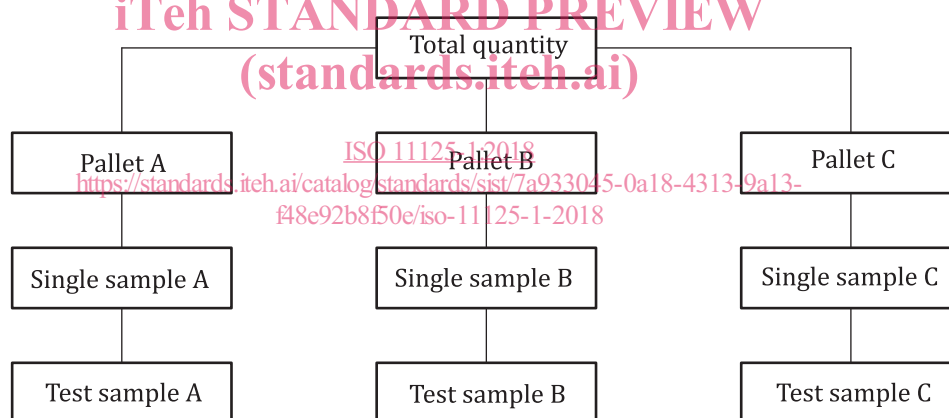 iTeh STANDARD PREVIEW
Total quantity
(standards.iteh.ai)
ISO 11125-1:2018
Pallet A
Pallet B
Pallet C
https://standards.iteh.ai/catalog/standards/sist/7a933045-0a18-4313-9a13-
f48e92b8f50e/iso-11125-1-2018
Single sample A
Single sample B
Single sample C
Test sample A
Test sample B
Test sample C